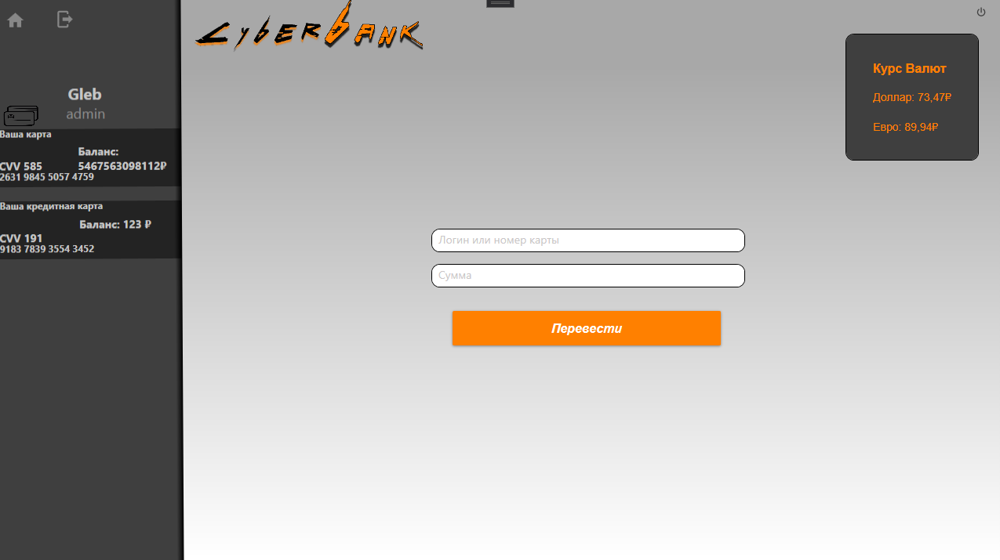 CyberBank
Курс Валют
Доллар: 73,47₽
Евро: 89,94₽
Gleb
admin
Ваша карта
Баланс:
CVV 585 5467563098112₽
2631 9845 5057 4759
Ваша кредитная карта
Баланс: 123 ₽
CVV 191
9183 7839 3554 3452
Логин или номер карты
Сумма
Перевести